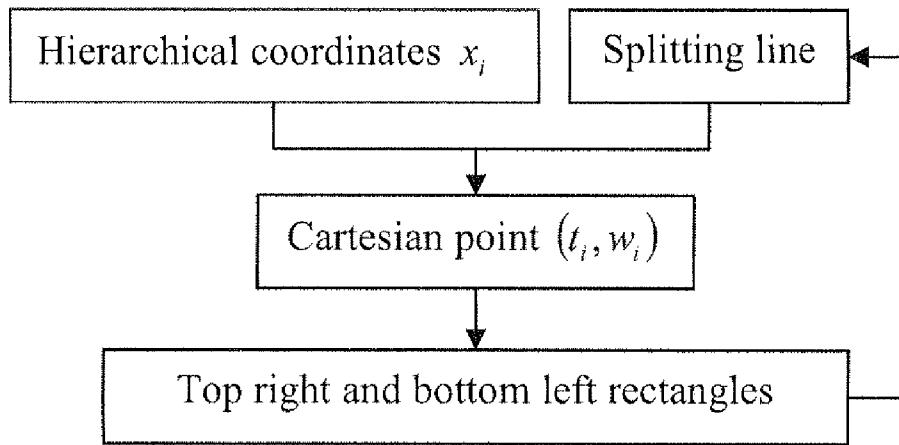 Hierarchical coordinates x_i
Splitting line
Cartesian point (t_i, w_i)
Top right and bottom left rectangles